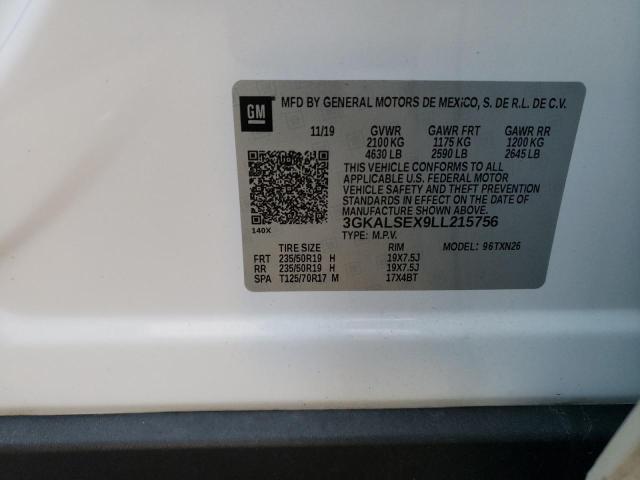 GM MFD BY GENERAL MOTORS DE MEXICO, S. DE R.L. DE C.V.
11/19 GVWR GAWR FRT GAWR RR
2100 KG 1175 KG 1200 KG
4630 LB 2590 LB 2645 LB
THIS VEHICLE CONFORMS TO ALL
APPLICABLE U.S. FEDERAL MOTOR
VEHICLE SAFETY AND THEFT PREVENTION
STANDARDS IN EFFECT ON THE DATE OF
MANUFACTURE SHOWN ABOVE.
3GKALSEX9LL215756
140X TYPE: M.P.V.
TIRE SIZE RIM MODEL: 96TXN26
FRT 235/50R19 H 19X7.5J
RR 235/50R19 H 19X7.5J
SPA T125/70R17 M 17X4BT